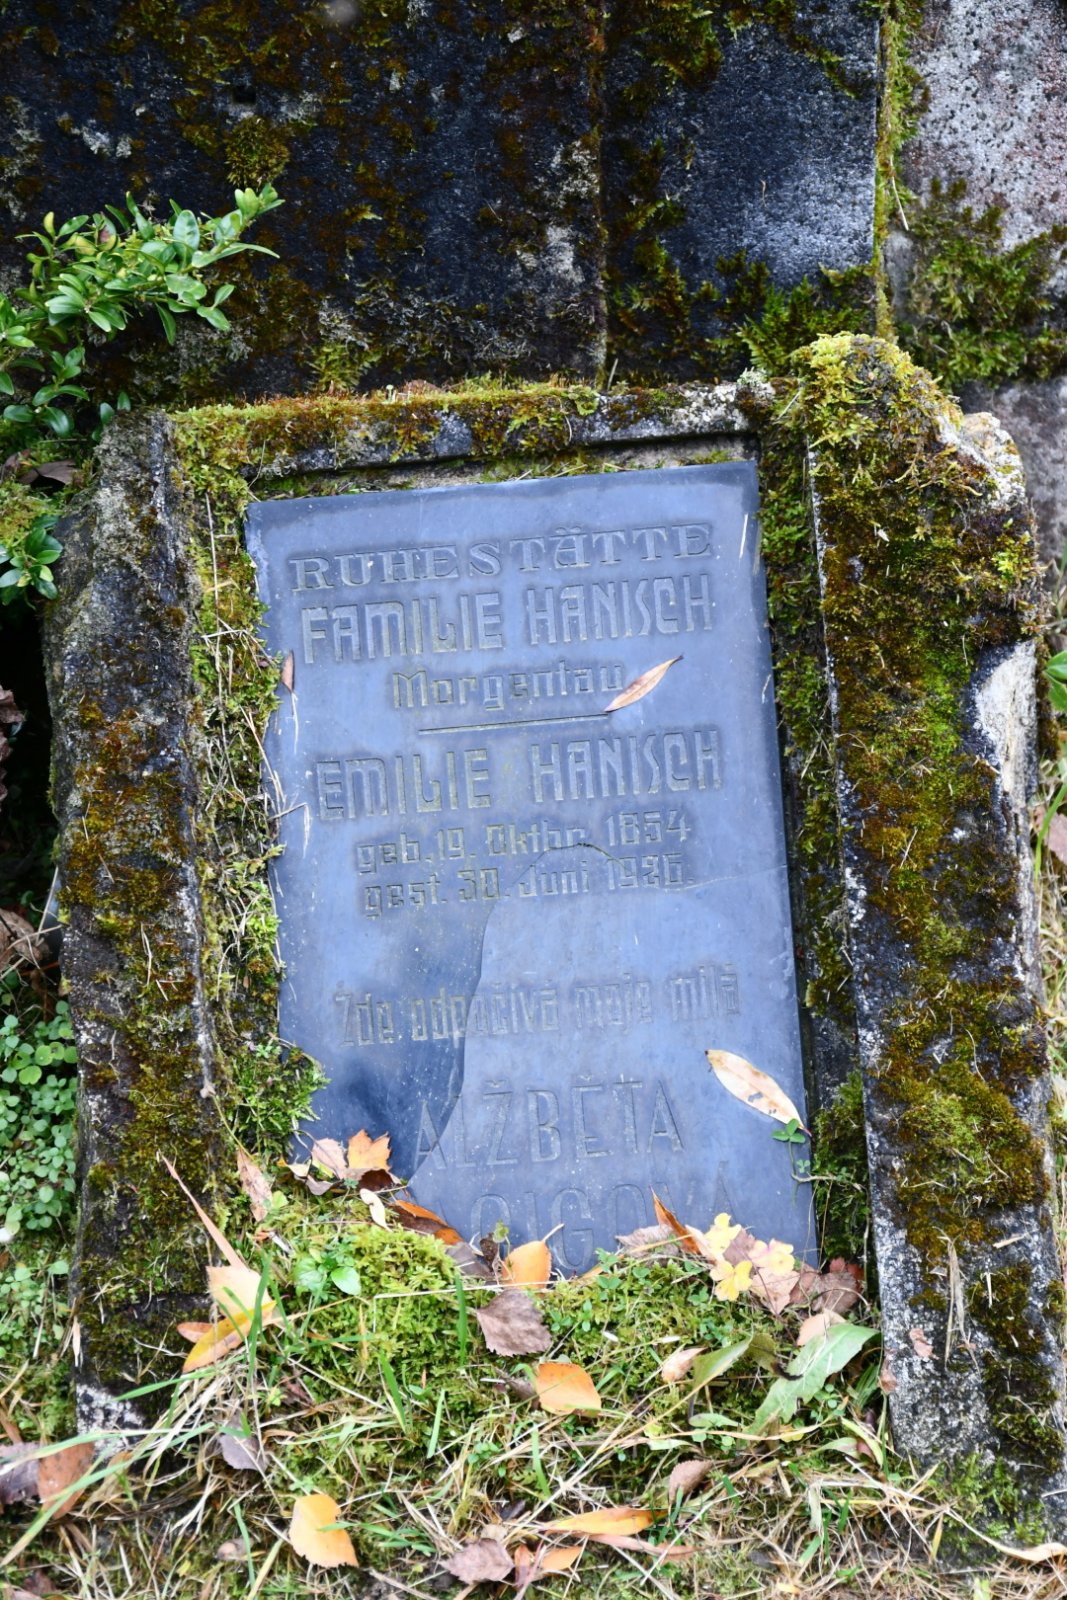 RUHESTÄTTE
FAMILIE HANISCH
Morgentau
EMILIE HANISCH
geb. 19. Oktbr. 1854
gest. 30. Juni 1926.
Zde odpočívá moje milá
ALŽBĚTA